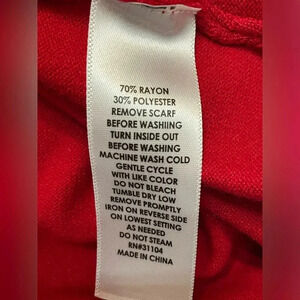 70% RAYON
30% POLYESTER
REMOVE SCARF
BEFORE WASHIING
TURN INSIDE OUT
BEFORE WASHING
MACHINE WASH COLD
GENTLE CYCLE
WITH LIKE COLOR
DO NOT BLEACH
TUMBLE DRY LOW
REMOVE PROMPTLY
IRON ON REVERSE SIDE
ON LOWEST SETTING
AS NEEDED
DO NOT STEAM
RN#31104
MADE IN CHINA